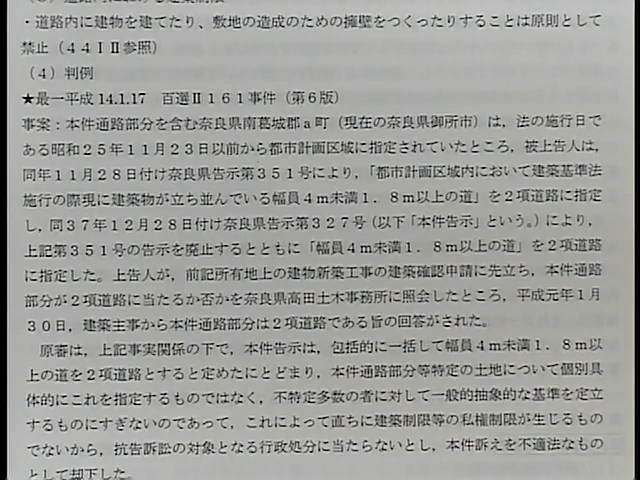 ・道路内に建物を建てたり、敷地の造成のための擁壁をつくったりすることは原則として
禁止（４４ＩⅡ参照）
（４）判例
★最一平成 14.1.17　百選Ⅱ１６１事件（第６版）
事案：本件通路部分を含む奈良県南葛城郡ａ町（現在の奈良県御所市）は，法の施行日で
ある昭和２５年１１月２３日以前から都市計画区域に指定されていたところ，被上告人は，
同年１１月２８日付け奈良県告示第３５１号により，「都市計画区域内において建築基準法
施行の際現に建築物が立ち並んでいる幅員４ｍ未満１．８ｍ以上の道」を２項道路に指定
し，同３７年１２月２８日付け奈良県告示第３２７号（以下「本件告示」という。）により，
上記第３５１号の告示を廃止するとともに「幅員４ｍ未満１．８ｍ以上の道」を２項道路
に指定した。上告人が，前記所有地上の建物新築工事の建築確認申請に先立ち，本件通路
部分が２項道路に当たるか否かを奈良県高田土木事務所に照会したところ，平成元年１月
３０日，建築主事から本件通路部分は２項道路である旨の回答がされた。
原審は，上記事実関係の下で，本件告示は，包括的に一括して幅員４ｍ未満１．８ｍ以
上の道を２項道路とすると定めたにとどまり，本件通路部分等特定の土地について個別具
体的にこれを指定するものではなく，不特定多数の者に対して一般的抽象的な基準を定立
するものにすぎないのであって，これによって直ちに建築制限等の私権制限が生じるもの
でないから，抗告訴訟の対象となる行政処分に当たらないとし，本件訴えを不適法なもの
として却下した。